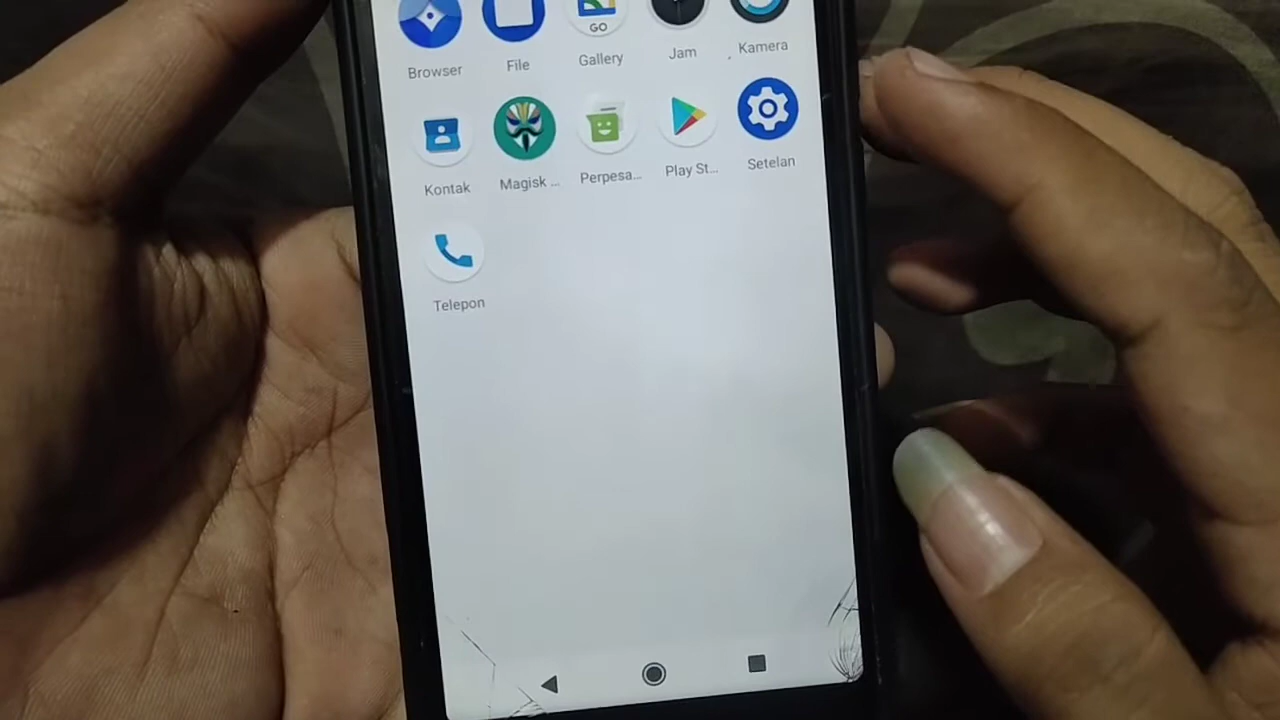 Browser File Gallery Jam Kamera
GO
Kontak Magisk ... Perpesa... Play St... Setelan
Telepon